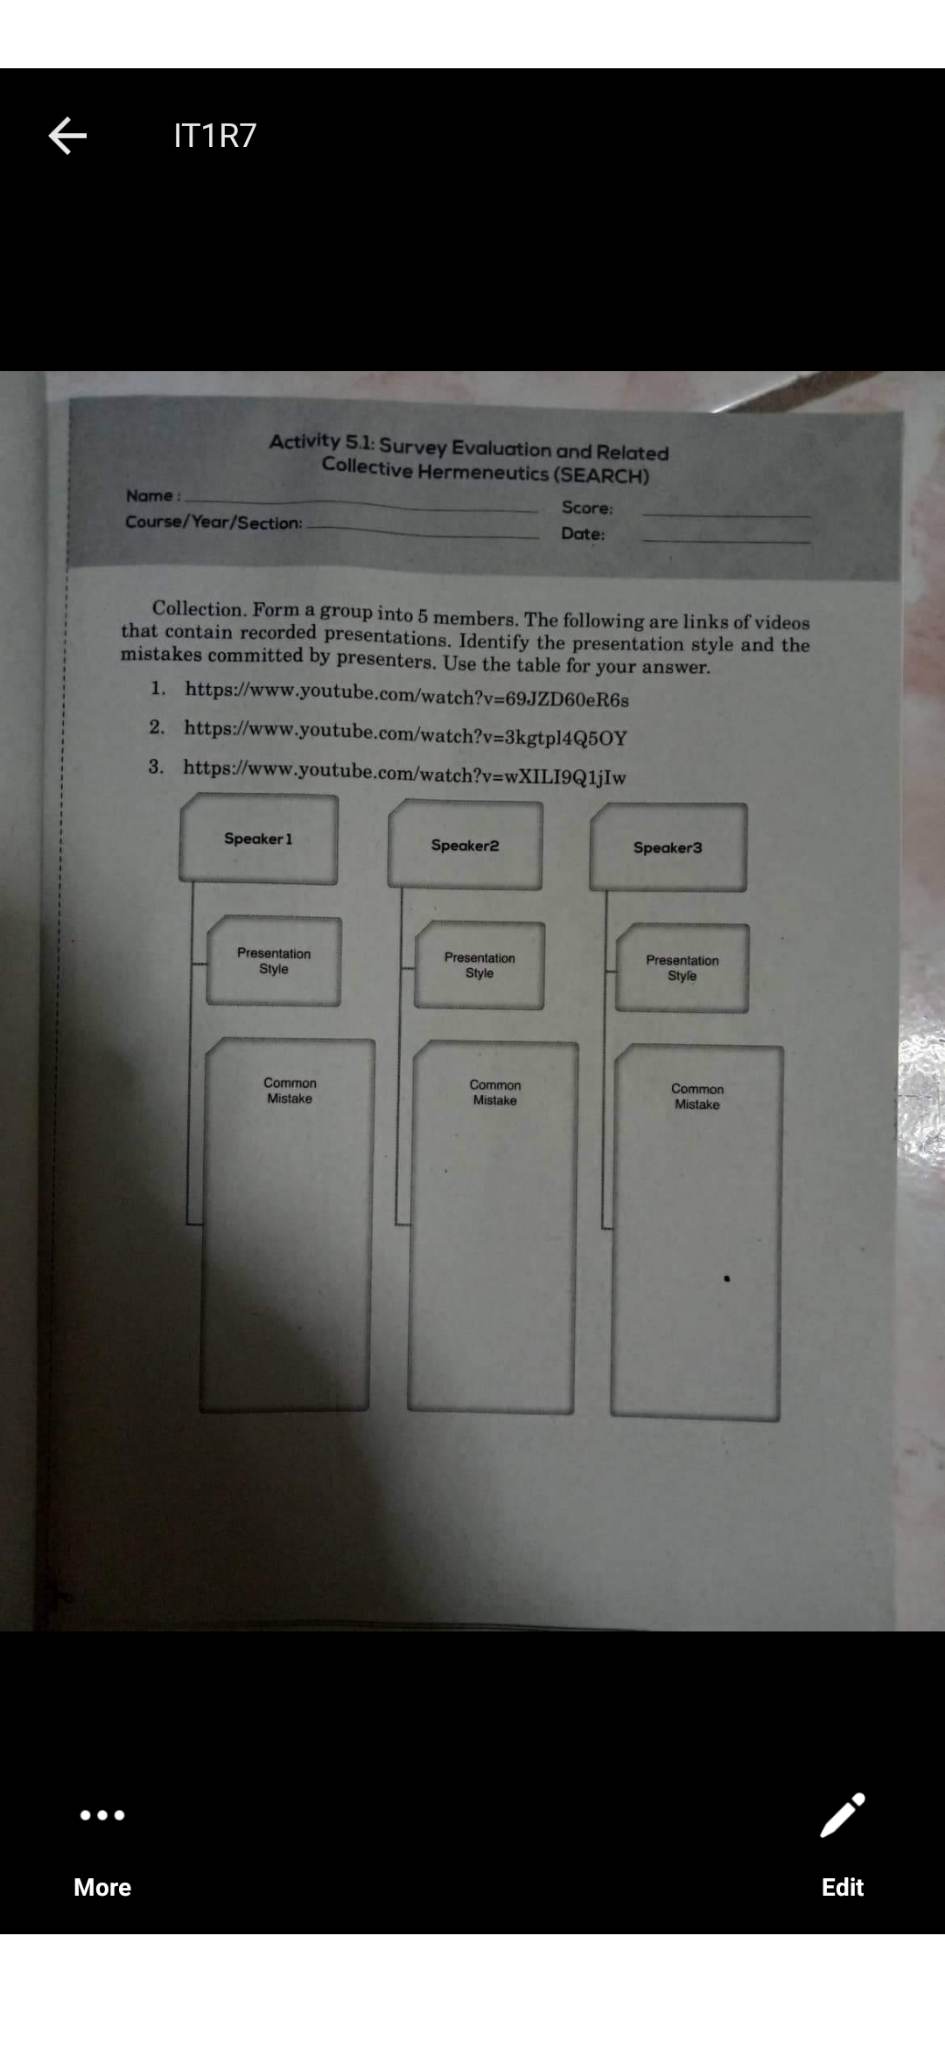 IT1R7
Activity 5.1: Survey Evaluation and Related
Collective Hermeneutics (SEARCH)
Name :
Score:
Course/Year/Section:
Date:
Collection. Form a group into 5 members. The following are links of videos
that contain recorded presentations. Identify the presentation style and the
mistakes committed by presenters. Use the table for your answer.
1. https://www.youtube.com/watch?v=69JZD60eR6s
2. https://www.youtube.com/watch?v=3kgtpl4Q5OY
3. https://www.youtube.com/watch?v=wXILI9Q1jIw
Speaker 1
Speaker2
Speaker3
Presentation
Style
Presentation
Style
Presentation
Style
Common
Mistake
Common
Mistake
Common
Mistake
More
Edit